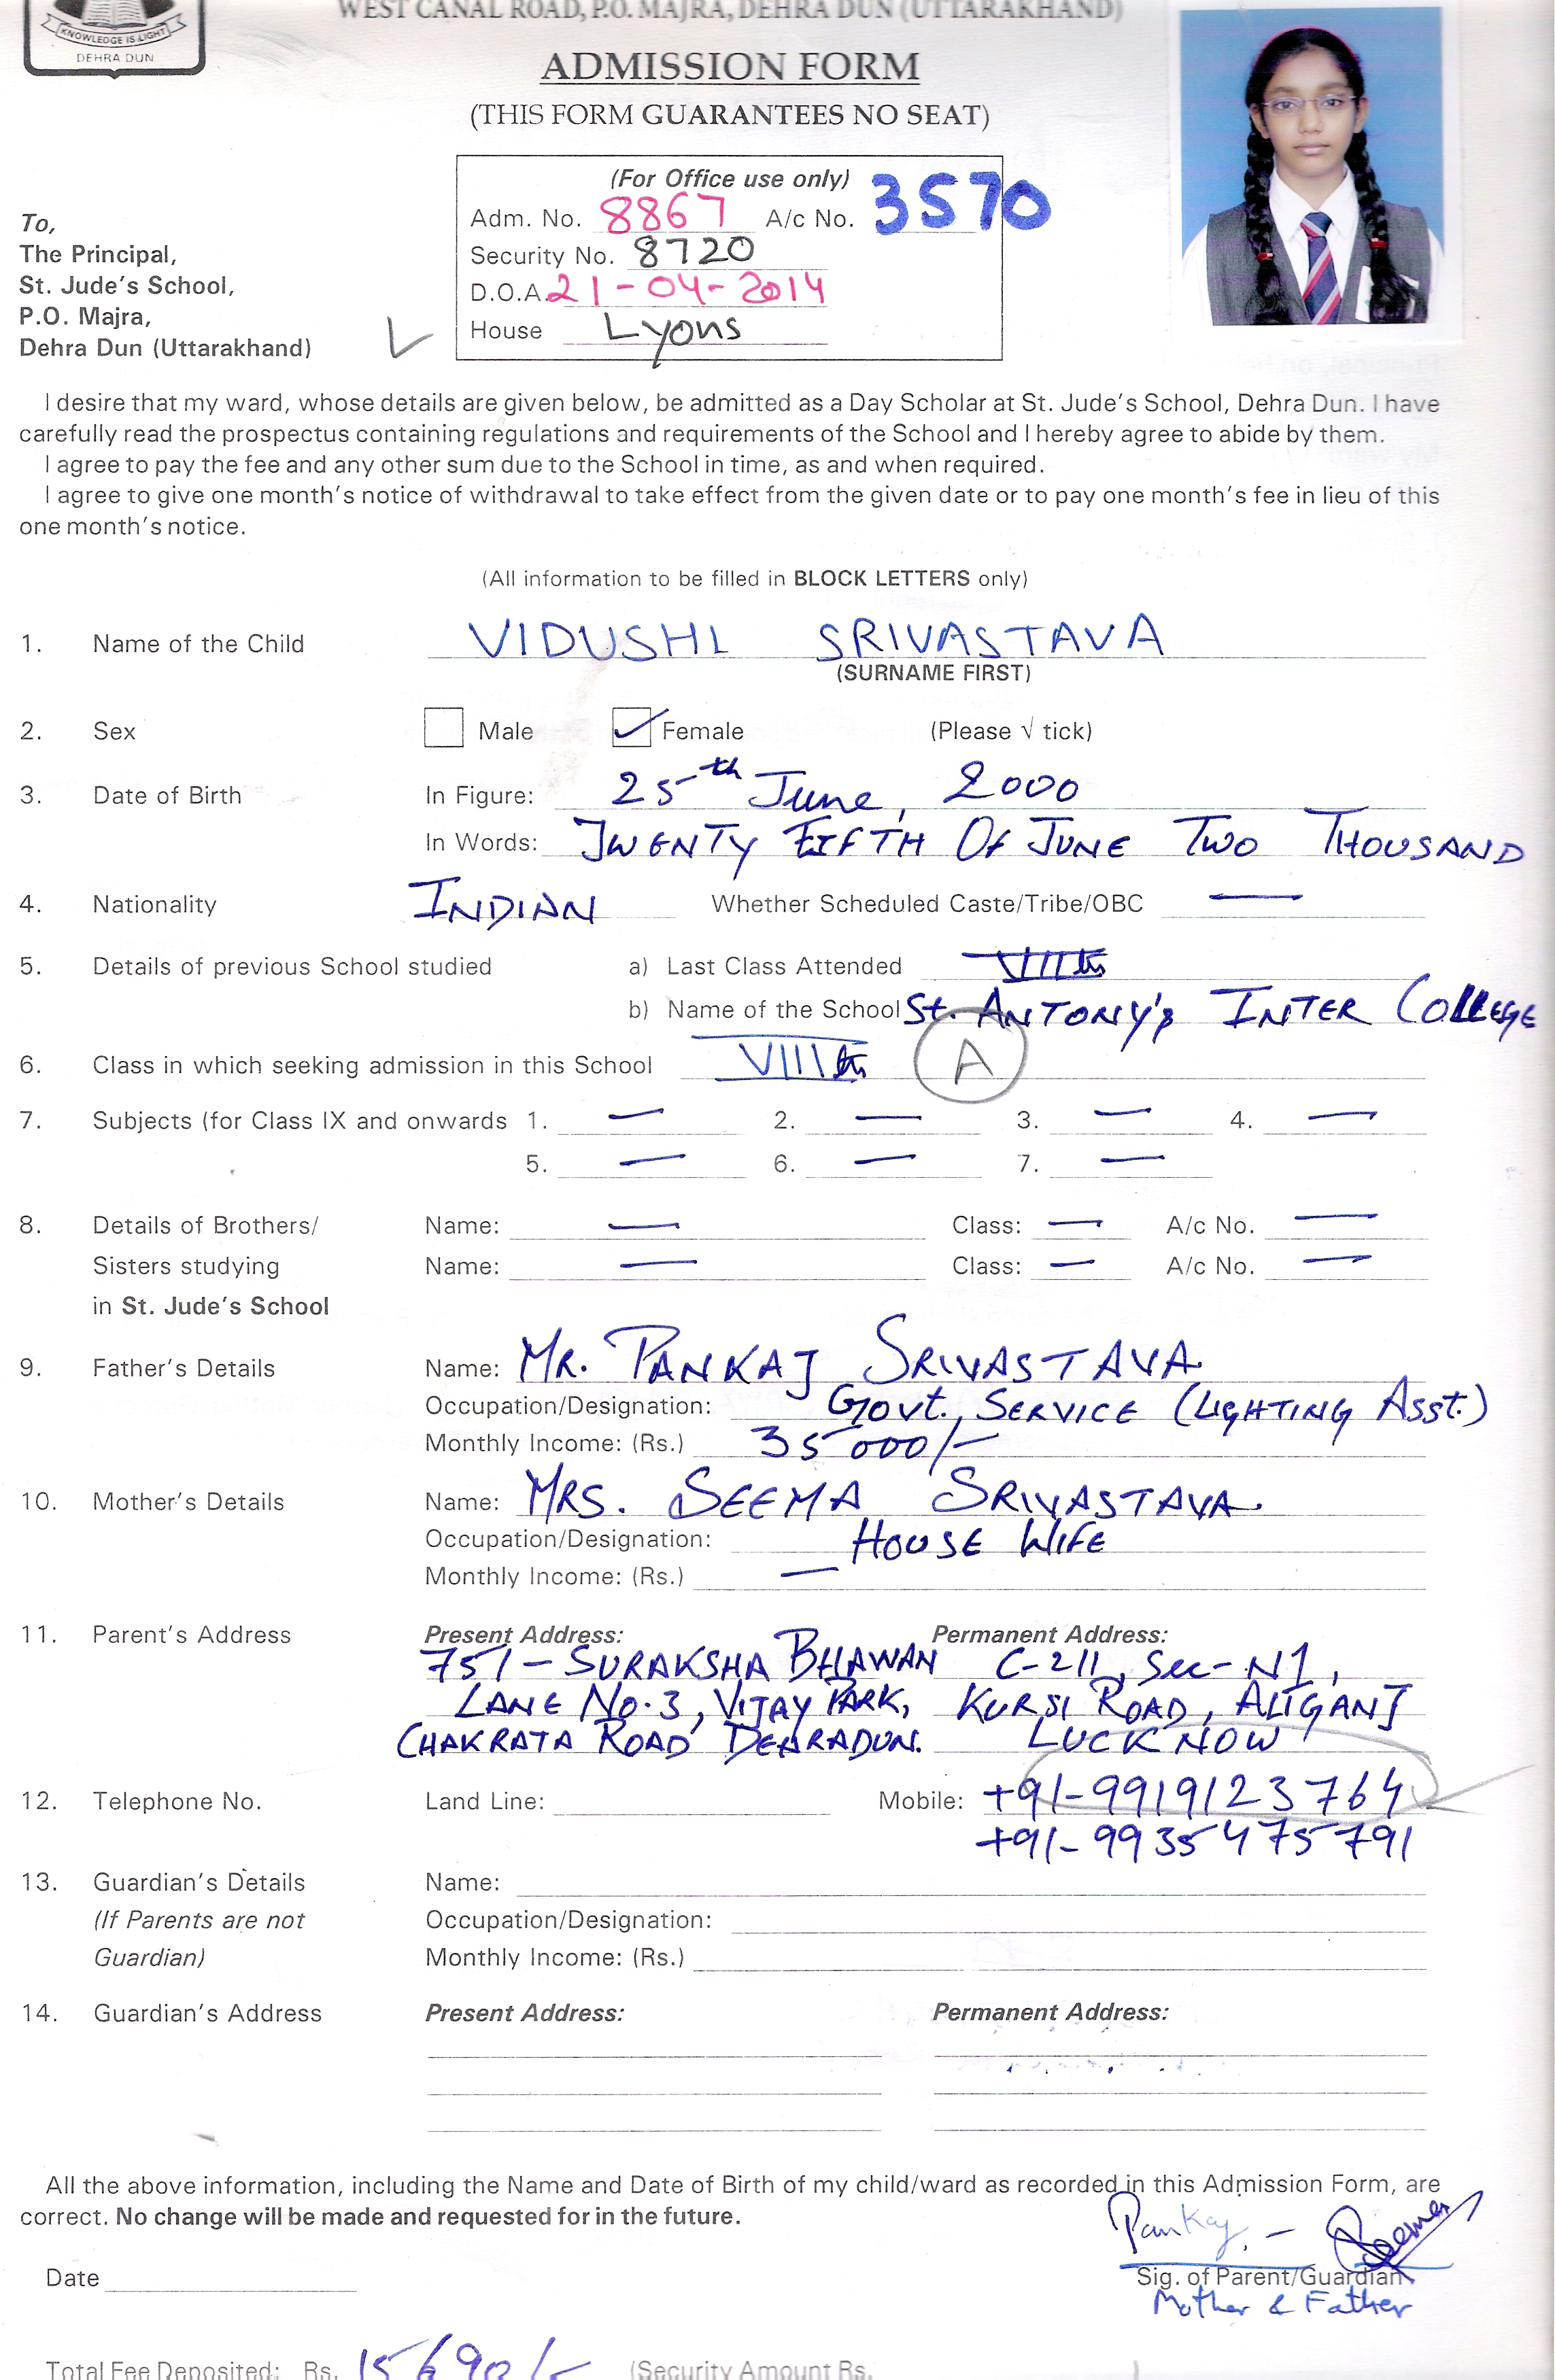 KNOWLEDGE IS LIGHT
DEHRA DUN
WEST CANAL ROAD, P.O. MAJRA, DEHRA DUN (UTTARAKHAND)
ADMISSION FORM
(THIS FORM GUARANTEES NO SEAT)
(For Office use only)
Adm. No. 8867 A/c No. 3570
Security No. 8720
D.O.A. 21-04-2014
House Lyons
To,
The Principal,
St. Jude's School,
P.O. Majra,
Dehra Dun (Uttarakhand)
I desire that my ward, whose details are given below, be admitted as a Day Scholar at St. Jude's School, Dehra Dun. I have
carefully read the prospectus containing regulations and requirements of the School and I hereby agree to abide by them.
I agree to pay the fee and any other sum due to the School in time, as and when required.
I agree to give one month's notice of withdrawal to take effect from the given date or to pay one month's fee in lieu of this
one month's notice.
(All information to be filled in BLOCK LETTERS only)
1. Name of the Child VIDUSHI SRIVASTAVA
(SURNAME FIRST)
2. Sex Male ✓ Female (Please √ tick)
3. Date of Birth In Figure: 25th June, 2000
In Words: TWENTY FIFTH OF JUNE TWO THOUSAND
4. Nationality INDIAN Whether Scheduled Caste/Tribe/OBC —
5. Details of previous School studied a) Last Class Attended VIIth
b) Name of the School St. ANTONY'S INTER COLLEGE
6. Class in which seeking admission in this School VIIIth A
7. Subjects (for Class IX and onwards 1. — 2. — 3. — 4. —
5. — 6. — 7. —
8. Details of Brothers/ Name: — Class: — A/c No. —
Sisters studying Name: — Class: — A/c No. —
in St. Jude's School
9. Father's Details Name: MR. PANKAJ SRIVASTAVA
Occupation/Designation: Govt. SERVICE (LIGHTING Asst.)
Monthly Income: (Rs.) 35000/-
10. Mother's Details Name: MRS. SEEMA SRIVASTAVA.
Occupation/Designation: HOUSE WIFE
Monthly Income: (Rs.) —
11. Parent's Address Present Address: Permanent Address:
751-SURAKSHA BHAWAN C-211, Sec-N1,
LANE No.3, VIJAY PARK, KURSI ROAD, ALIGANJ
CHAKRATA ROAD DEHRADUN. LUCKNOW
12. Telephone No. Land Line: Mobile: +91-9919123764
+91-9935475791
13. Guardian's Details Name:
(If Parents are not Occupation/Designation:
Guardian) Monthly Income: (Rs.)
14. Guardian's Address Present Address: Permanent Address:
All the above information, including the Name and Date of Birth of my child/ward as recorded in this Admission Form, are
correct. No change will be made and requested for in the future.
Pankaj. — Seema
Date Sig. of Parent/Guardian
Mother & Father
Total Fee Deposited: Rs. 15690/- (Security Amount Rs.